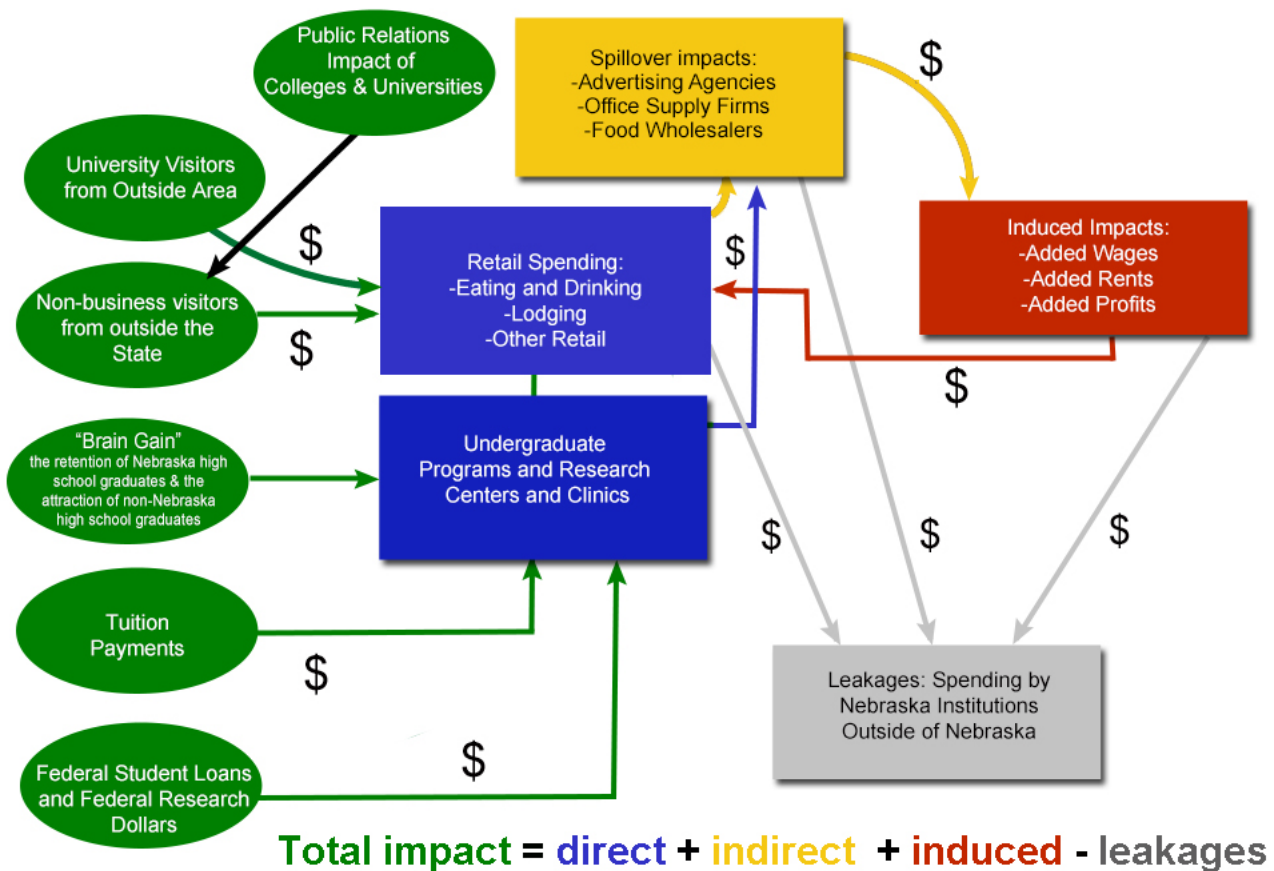 Public Relations
Impact of
Colleges & Universities
Spillover impacts:
-Advertising Agencies
-Office Supply Firms
-Food Wholesalers
$
University Visitors
from Outside Area
$
Retail Spending:
-Eating and Drinking
-Lodging
-Other Retail
$
Induced Impacts:
-Added Wages
-Added Rents
-Added Profits
Non-business visitors
from outside the
State
$
$
"Brain Gain"
the retention of Nebraska high
school graduates & the
attraction of non-Nebraska
high school graduates
Undergraduate
Programs and Research
Centers and Clinics
$
$
$
Tuition
Payments
$
Leakages: Spending by
Nebraska Institutions
Outside of Nebraska
Federal Student Loans
and Federal Research
Dollars
$
Total impact = direct + indirect + induced - leakages